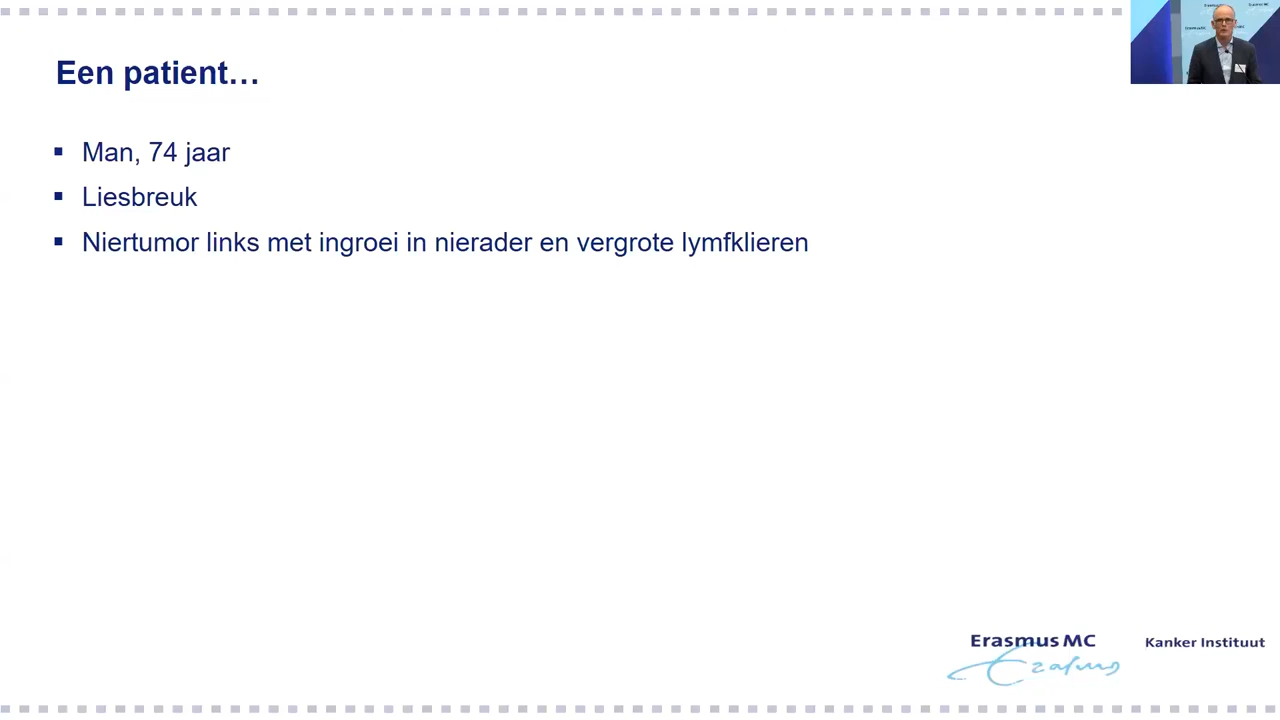 Een patient…
Man, 74 jaar
Liesbreuk
Niertumor links met ingroei in nierader en vergrote lymfklieren
Erasmus MC
Erasmus
Kanker Instituut